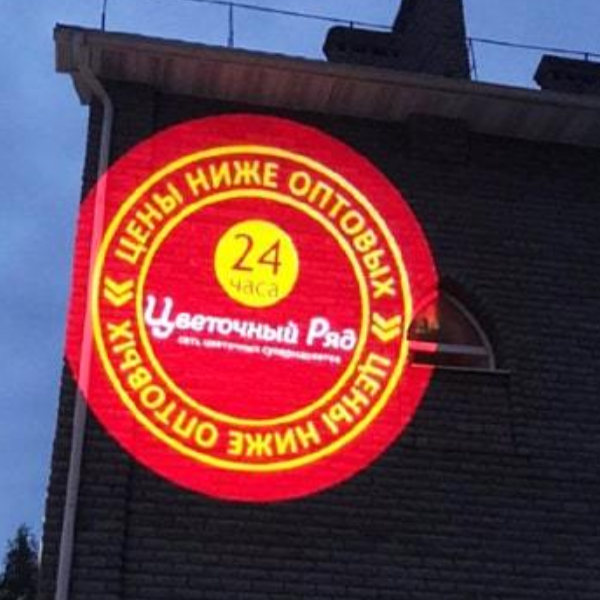 ЦЕНЫ НИЖЕ ОПТОВЫХ
24
часа
Цветочный Ряд
сеть цветочных супермаркетов
ЦЕНЫ НИЖЕ ОПТОВЫХ